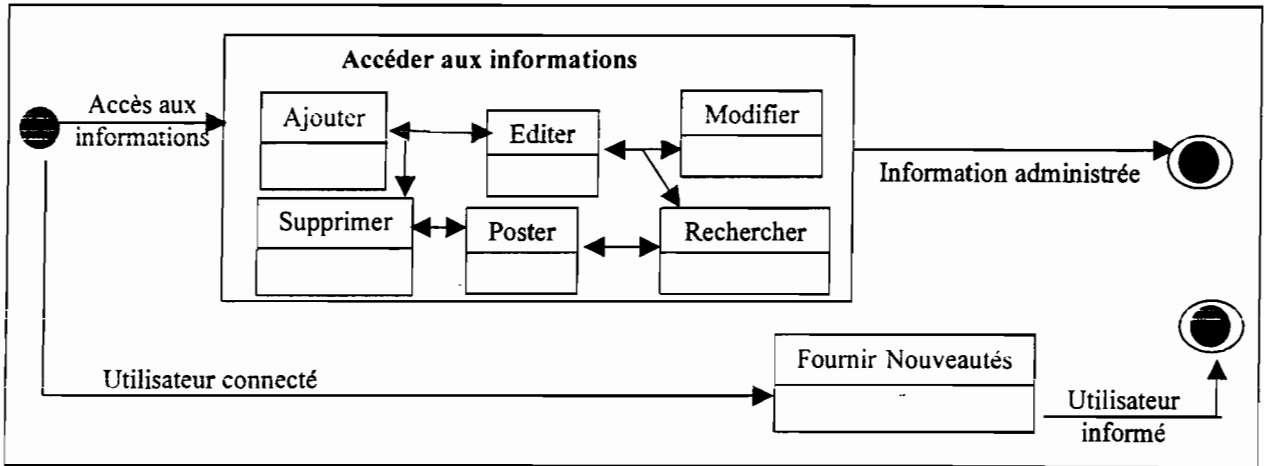 Accéder aux informations
Accès aux
informations
Ajouter
Editer
Modifier
Supprimer
Poster
Rechercher
Information administrée
Utilisateur connecté
Fournir Nouveautés
Utilisateur
informé